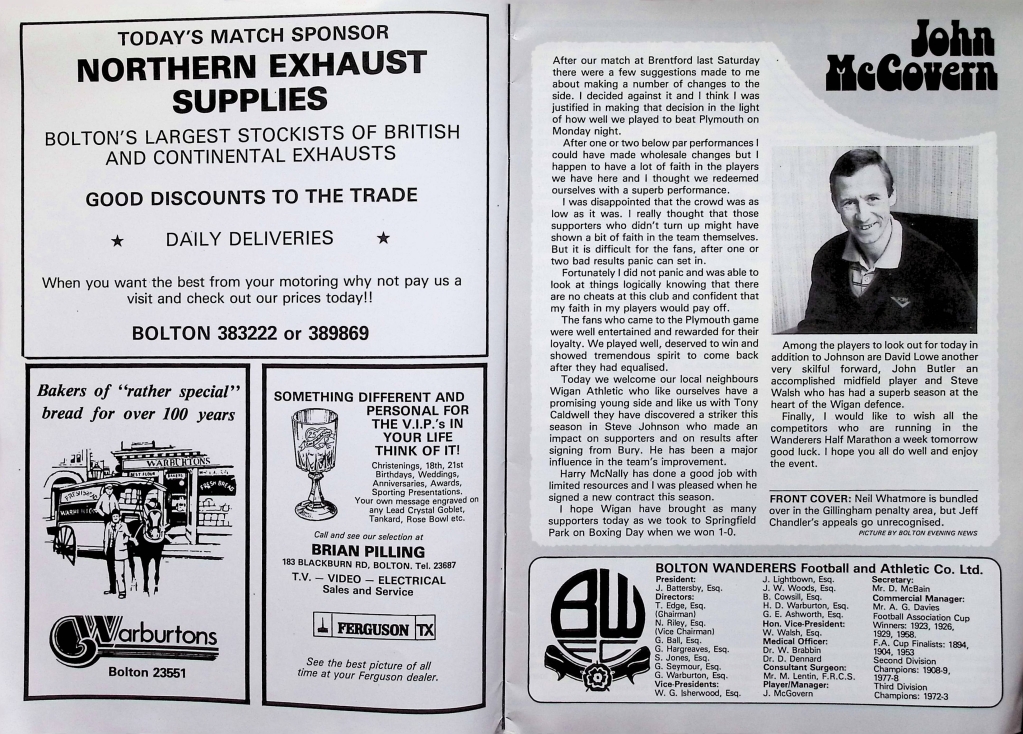 TODAY'S MATCH SPONSOR
NORTHERN EXHAUST
SUPPLIES
BOLTON'S LARGEST STOCKISTS OF BRITISH
AND CONTINENTAL EXHAUSTS
GOOD DISCOUNTS TO THE TRADE
★ DAILY DELIVERIES ★
When you want the best from your motoring why not pay us a
visit and check out our prices today!!
BOLTON 383222 or 389869
Bakers of "rather special"
bread for over 100 years
WARBURTONS
FRESH BREAD
Warburtons
Bolton 23551
SOMETHING DIFFERENT AND
PERSONAL FOR
THE V.I.P.'s IN
YOUR LIFE
THINK OF IT!
Christenings, 18th, 21st
Birthdays, Weddings,
Anniversaries, Awards,
Sporting Presentations.
Your own message engraved on
any Lead Crystal Goblet,
Tankard, Rose Bowl etc.
Call and see our selection at
BRIAN PILLING
183 BLACKBURN RD, BOLTON. Tel. 23687
T.V. — VIDEO — ELECTRICAL
Sales and Service
FERGUSON TX
See the best picture of all
time at your Ferguson dealer.
John
McGovern
After our match at Brentford last Saturday
there were a few suggestions made to me
about making a number of changes to the
side. I decided against it and I think I was
justified in making that decision in the light
of how well we played to beat Plymouth on
Monday night.
After one or two below par performances I
could have made wholesale changes but I
happen to have a lot of faith in the players
we have here and I thought we redeemed
ourselves with a superb performance.
I was disappointed that the crowd was as
low as it was. I really thought that those
supporters who didn't turn up might have
shown a bit of faith in the team themselves.
But it is difficult for the fans, after one or
two bad results panic can set in.
Fortunately I did not panic and was able to
look at things logically knowing that there
are no cheats at this club and confident that
my faith in my players would pay off.
The fans who came to the Plymouth game
were well entertained and rewarded for their
loyalty. We played well, deserved to win and
showed tremendous spirit to come back
after they had equalised.
Today we welcome our local neighbours
Wigan Athletic who like ourselves have a
promising young side and like us with Tony
Caldwell they have discovered a striker this
season in Steve Johnson who made an
impact on supporters and on results after
signing from Bury. He has been a major
influence in the team's improvement.
Harry McNally has done a good job with
limited resources and I was pleased when he
signed a new contract this season.
I hope Wigan have brought as many
supporters today as we took to Springfield
Park on Boxing Day when we won 1-0.
Among the players to look out for today in
addition to Johnson are David Lowe another
very skilful forward, John Butler an
accomplished midfield player and Steve
Walsh who has had a superb season at the
heart of the Wigan defence.
Finally, I would like to wish all the
competitors who are running in the
Wanderers Half Marathon a week tomorrow
good luck. I hope you all do well and enjoy
the event.
FRONT COVER: Neil Whatmore is bundled
over in the Gillingham penalty area, but Jeff
Chandler's appeals go unrecognised.
PICTURE BY BOLTON EVENING NEWS
BWFC
BOLTON WANDERERS Football and Athletic Co. Ltd.
President:
J. Battersby, Esq.
Directors:
T. Edge, Esq.
(Ghairman)
N. Riley, Esq.
(Vice Chairman)
G. Ball, Esq.
G. Hargreaves, Esq.
S. Jones, Esq.
G. Seymour, Esq.
G. Warburton, Esq.
Vice-Presidents:
W. G. Isherwood, Esq.
J. Lightbown, Esq.
J. W. Woods, Esq.
B. Cowsill, Esq.
H. D. Warburton, Esq.
G. E. Ashworth, Esq.
Hon. Vice-President:
W. Walsh, Esq.
Medical Officer:
Dr. W. Brabbin
Dr. D. Dennard
Consultant Surgeon:
Mr. M. Lentin, F.R.C.S.
Player/Manager:
J. McGovern
Secretary:
Mr. D. McBain
Commercial Manager:
Mr. A. G. Davies
Football Association Cup
Winners: 1923, 1926,
1929, 1958.
F.A. Cup Finalists: 1894,
1904, 1953
Second Division
Champions: 1908-9,
1977-8
Third Division
Champions: 1972-3